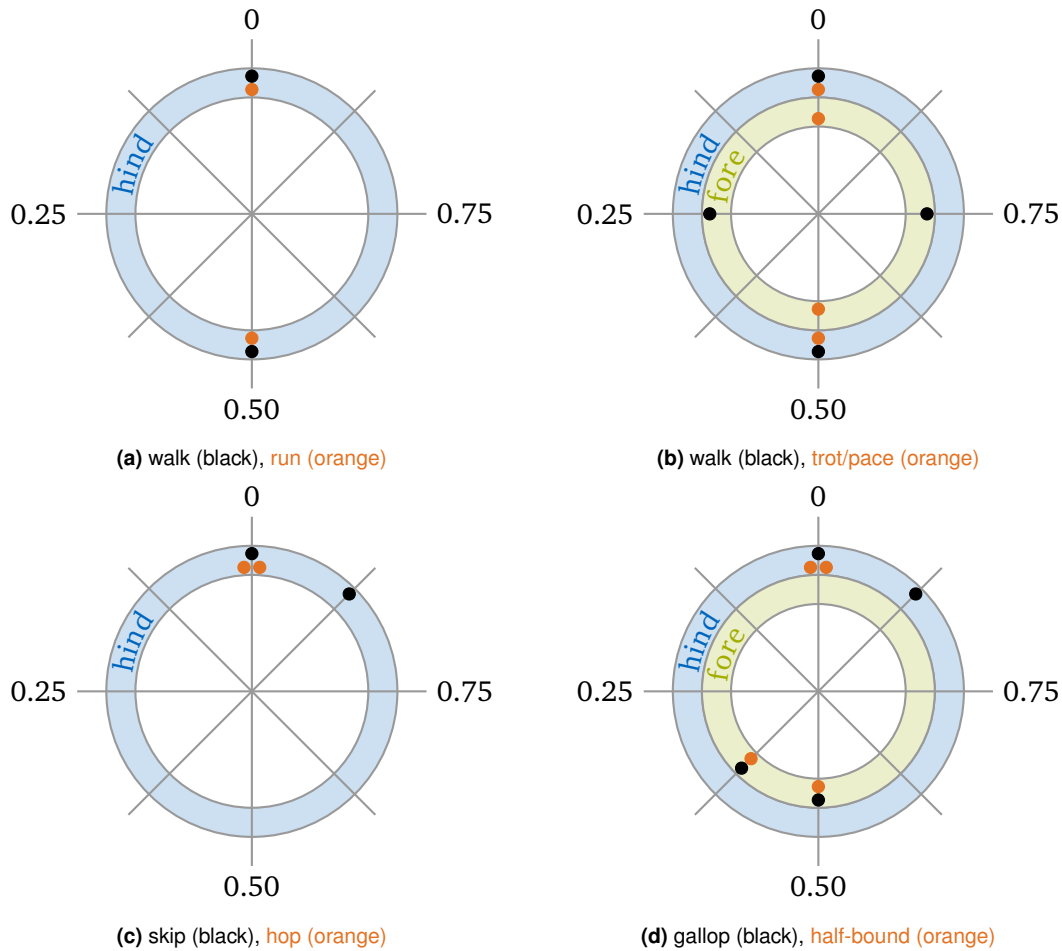 0
0
hind
hind
fore
0.25
0.75
0.25
0.75
0.50
0.50
(a) walk (black), run (orange)
(b) walk (black), trot/pace (orange)
0
0
hind
hind
fore
0.25
0.75
0.25
0.75
0.50
0.50
(c) skip (black), hop (orange)
(d) gallop (black), half-bound (orange)